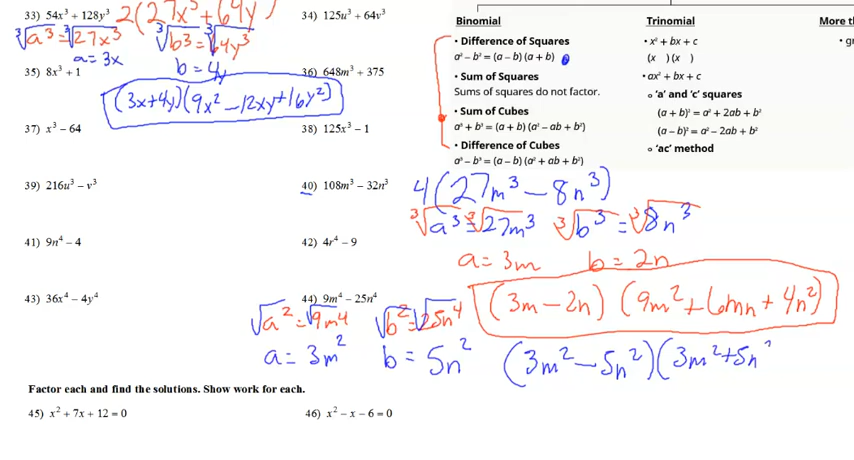 33) 54x³ + 128y³ 2(27x³ + 64y
∛a³ = ∛27x³ ∛b³ = ∛64y³
a = 3x b = 4y
34) 125u³ + 64v³
35) 8x³ + 1
36) 648m³ + 375
(3x+4y)(9x² - 12xy + 16y²)
37) x³ – 64
38) 125x³ – 1
39) 216u³ – v³
40) 108m³ – 32n³
4(27m³ - 8n³)
∛a³ = ∛27m³ ∛b³ = ∛8n³
a = 3m b = 2n
(3m - 2n) (9m² + 6mn + 4n²)
41) 9n⁴ – 4
42) 4r⁴ – 9
43) 36x⁴ – 4y⁴
44) 9m⁴ – 25n⁴
√a² = √9m⁴ √b² = √25n⁴
a = 3m² b = 5n² (3m² - 5n²)(3m² + 5n²
Factor each and find the solutions. Show work for each.
45) x² + 7x + 12 = 0
46) x² – x – 6 = 0
Binomial
• Difference of Squares
a² – b² = (a – b) (a + b)
• Sum of Squares
Sums of squares do not factor.
• Sum of Cubes
a³ + b³ = (a + b) (a² – ab + b²)
• Difference of Cubes
a³ – b³ = (a – b) (a² + ab + b²)
Trinomial
• x² + bx + c
(x )(x )
• ax² + bx + c
o 'a' and 'c' squares
(a + b)² = a² + 2ab + b²
(a – b)² = a² – 2ab + b²
o 'ac' method